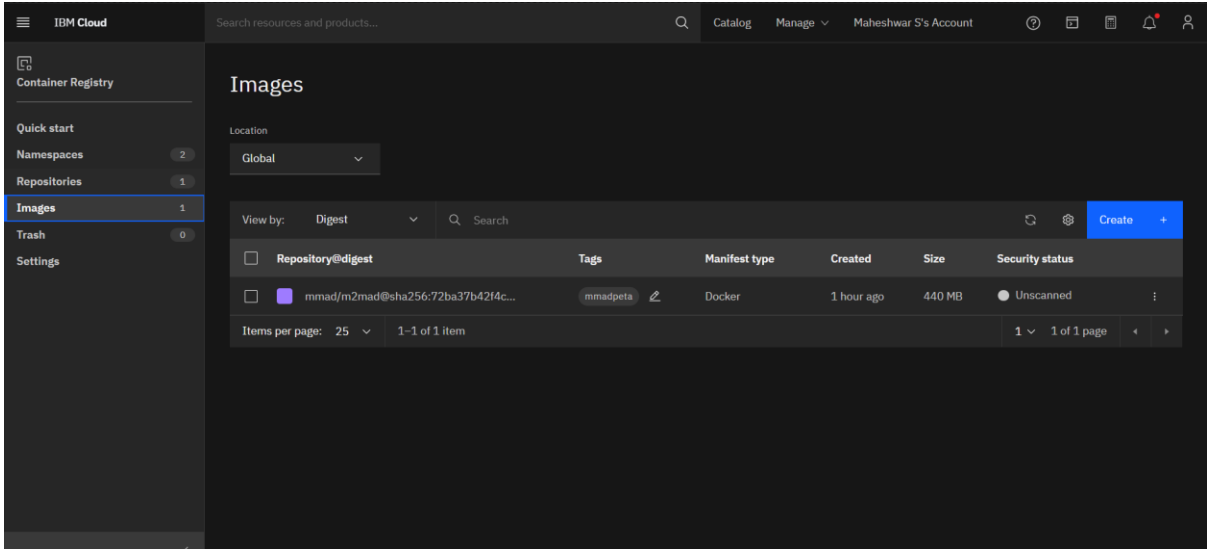 IBM Cloud
Search resources and products...
Catalog
Manage
Maheshwar S's Account
Container Registry
Quick start
Namespaces 2
Repositories 1
Images 1
Trash 0
Settings
Images
Location
Global
View by: Digest
Search
Create +
Repository@digest Tags Manifest type Created Size Security status
mmad/m2mad@sha256:72ba37b42f4c... mmadpeta Docker 1 hour ago 440 MB Unscanned
Items per page: 25 1–1 of 1 item 1 1 of 1 page